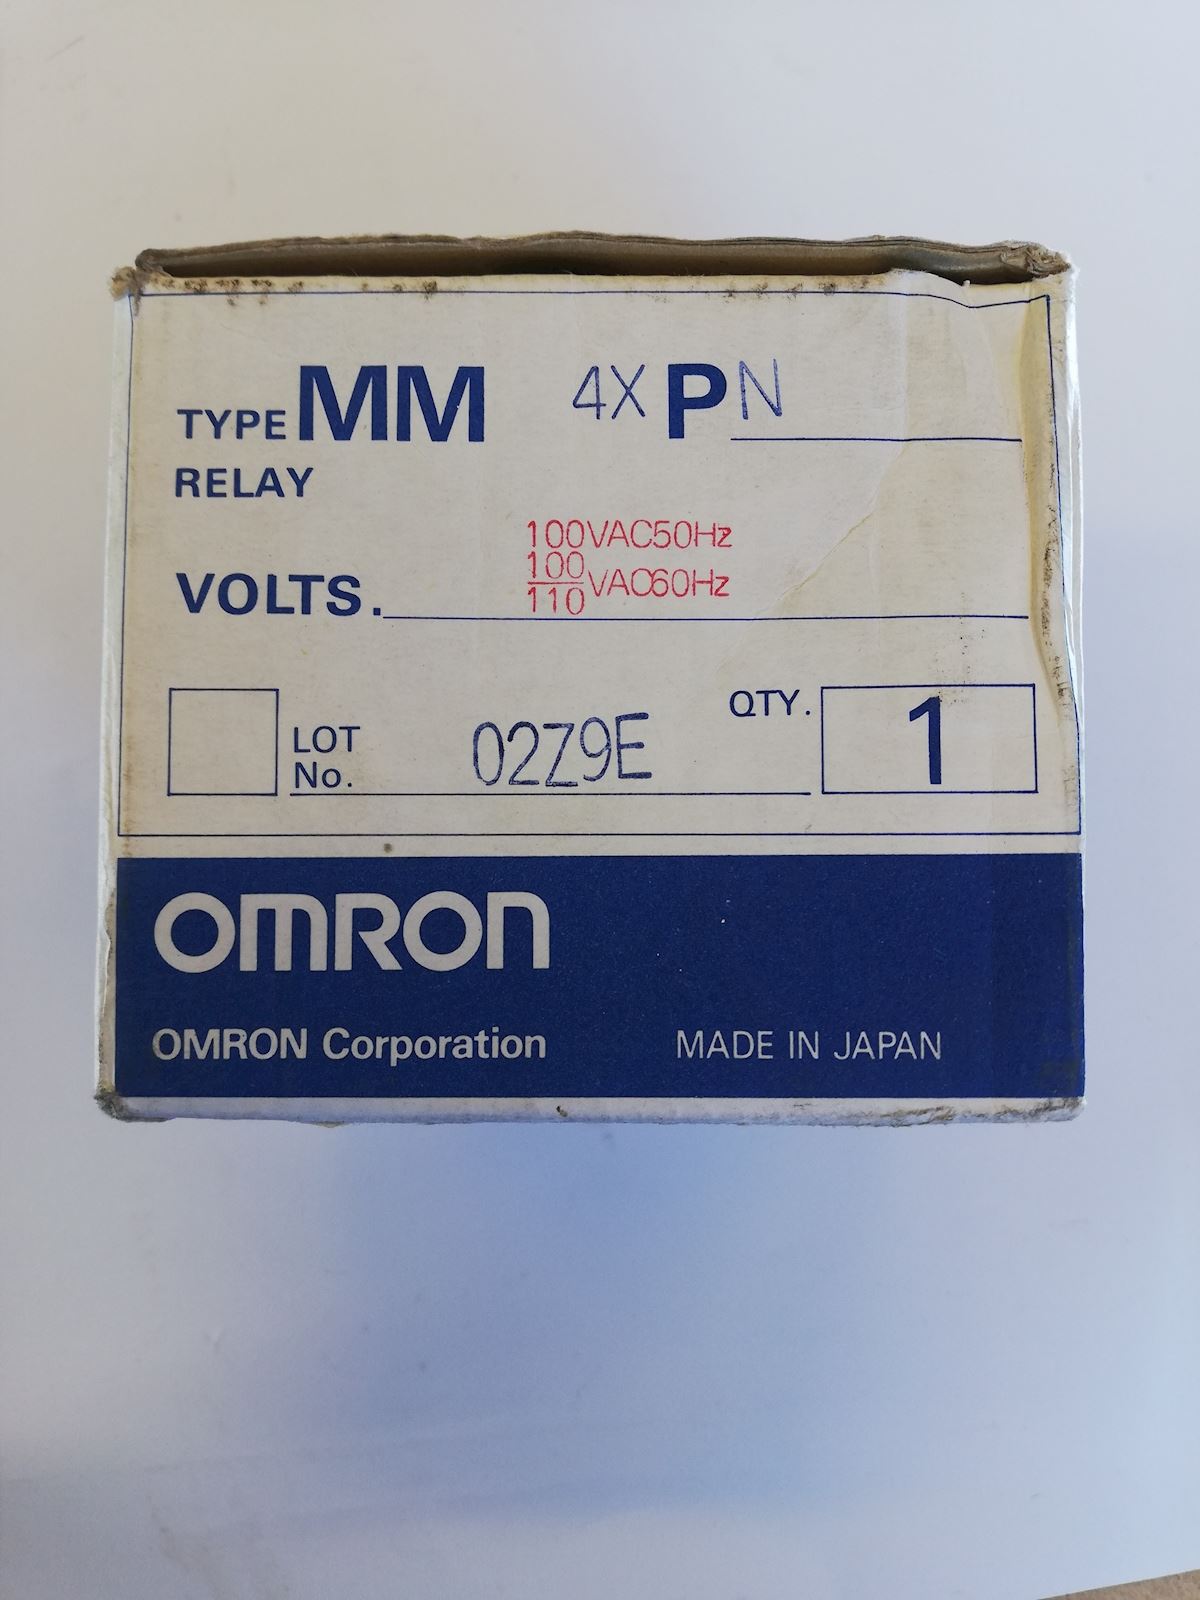 TYPE MM 4X PN
RELAY
100VAC50Hz
VOLTS. 100/110 VAC60Hz
QTY. 1
LOT No. 02Z9E
OMRON
OMRON Corporation MADE IN JAPAN